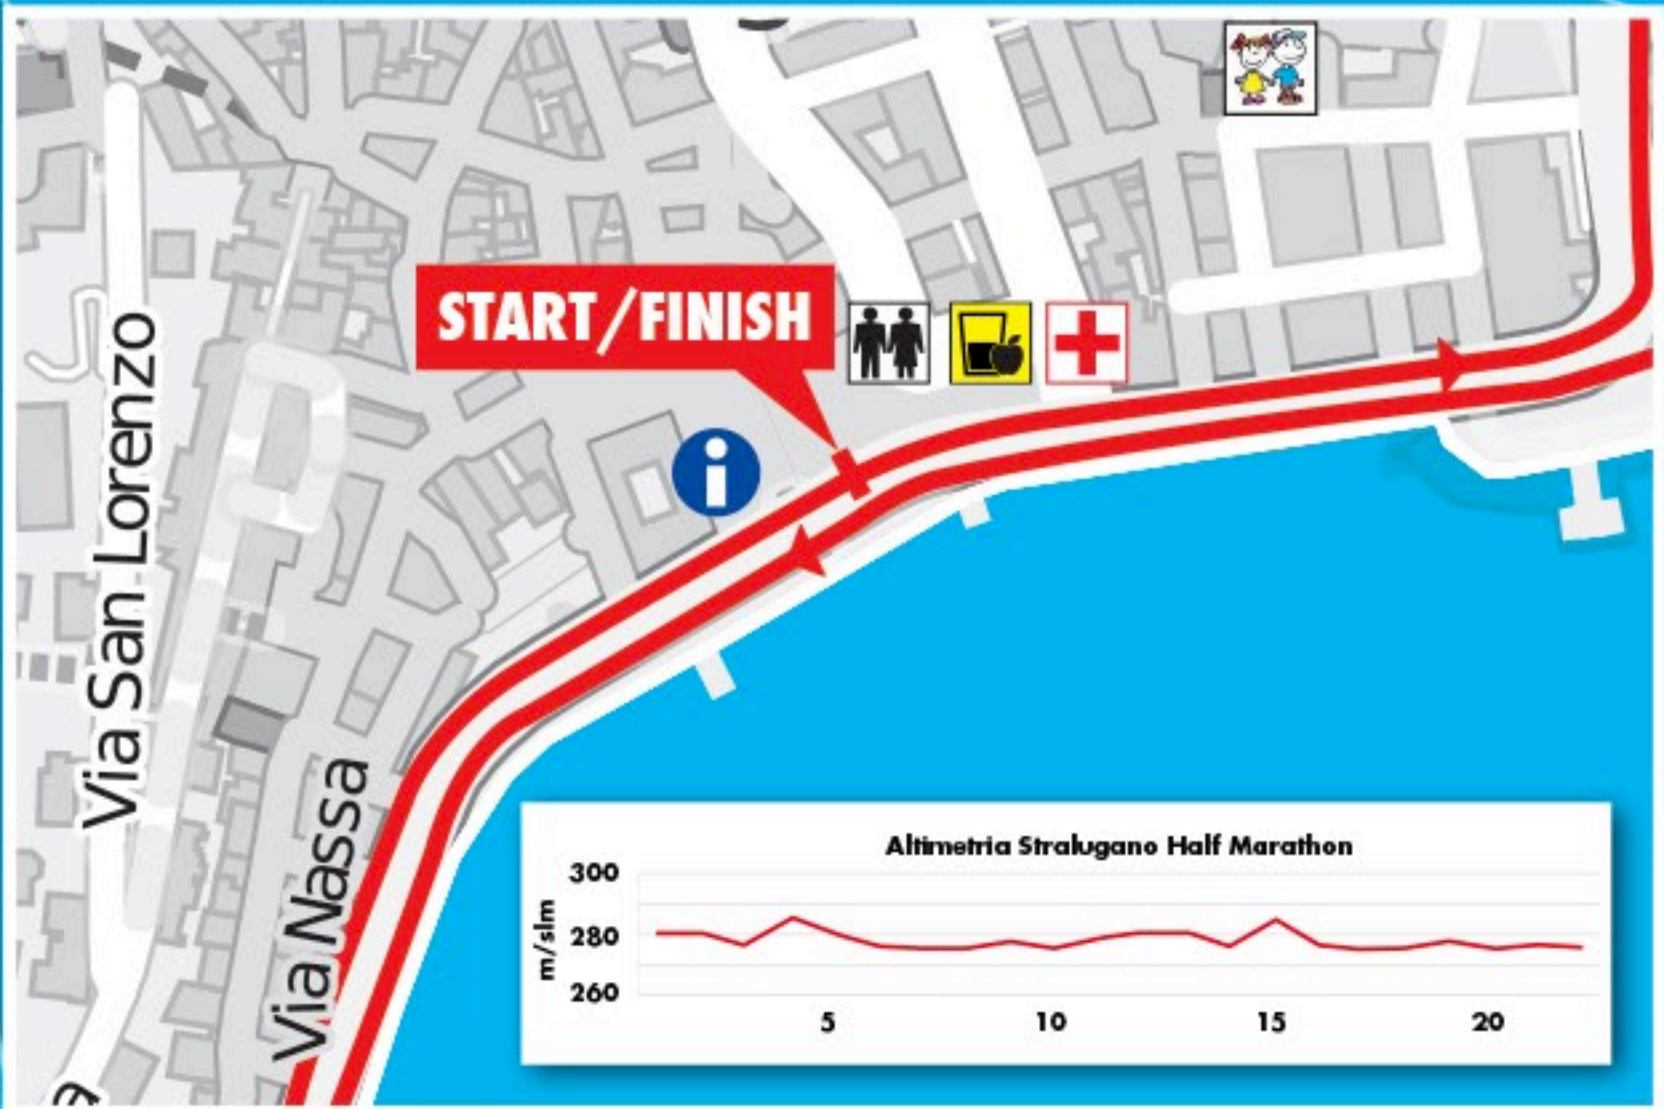 START/FINISH
Via San Lorenzo
Via Nassa
Altimetria Stralugano Half Marathon
300
280
260
m/slm
5
10
15
20